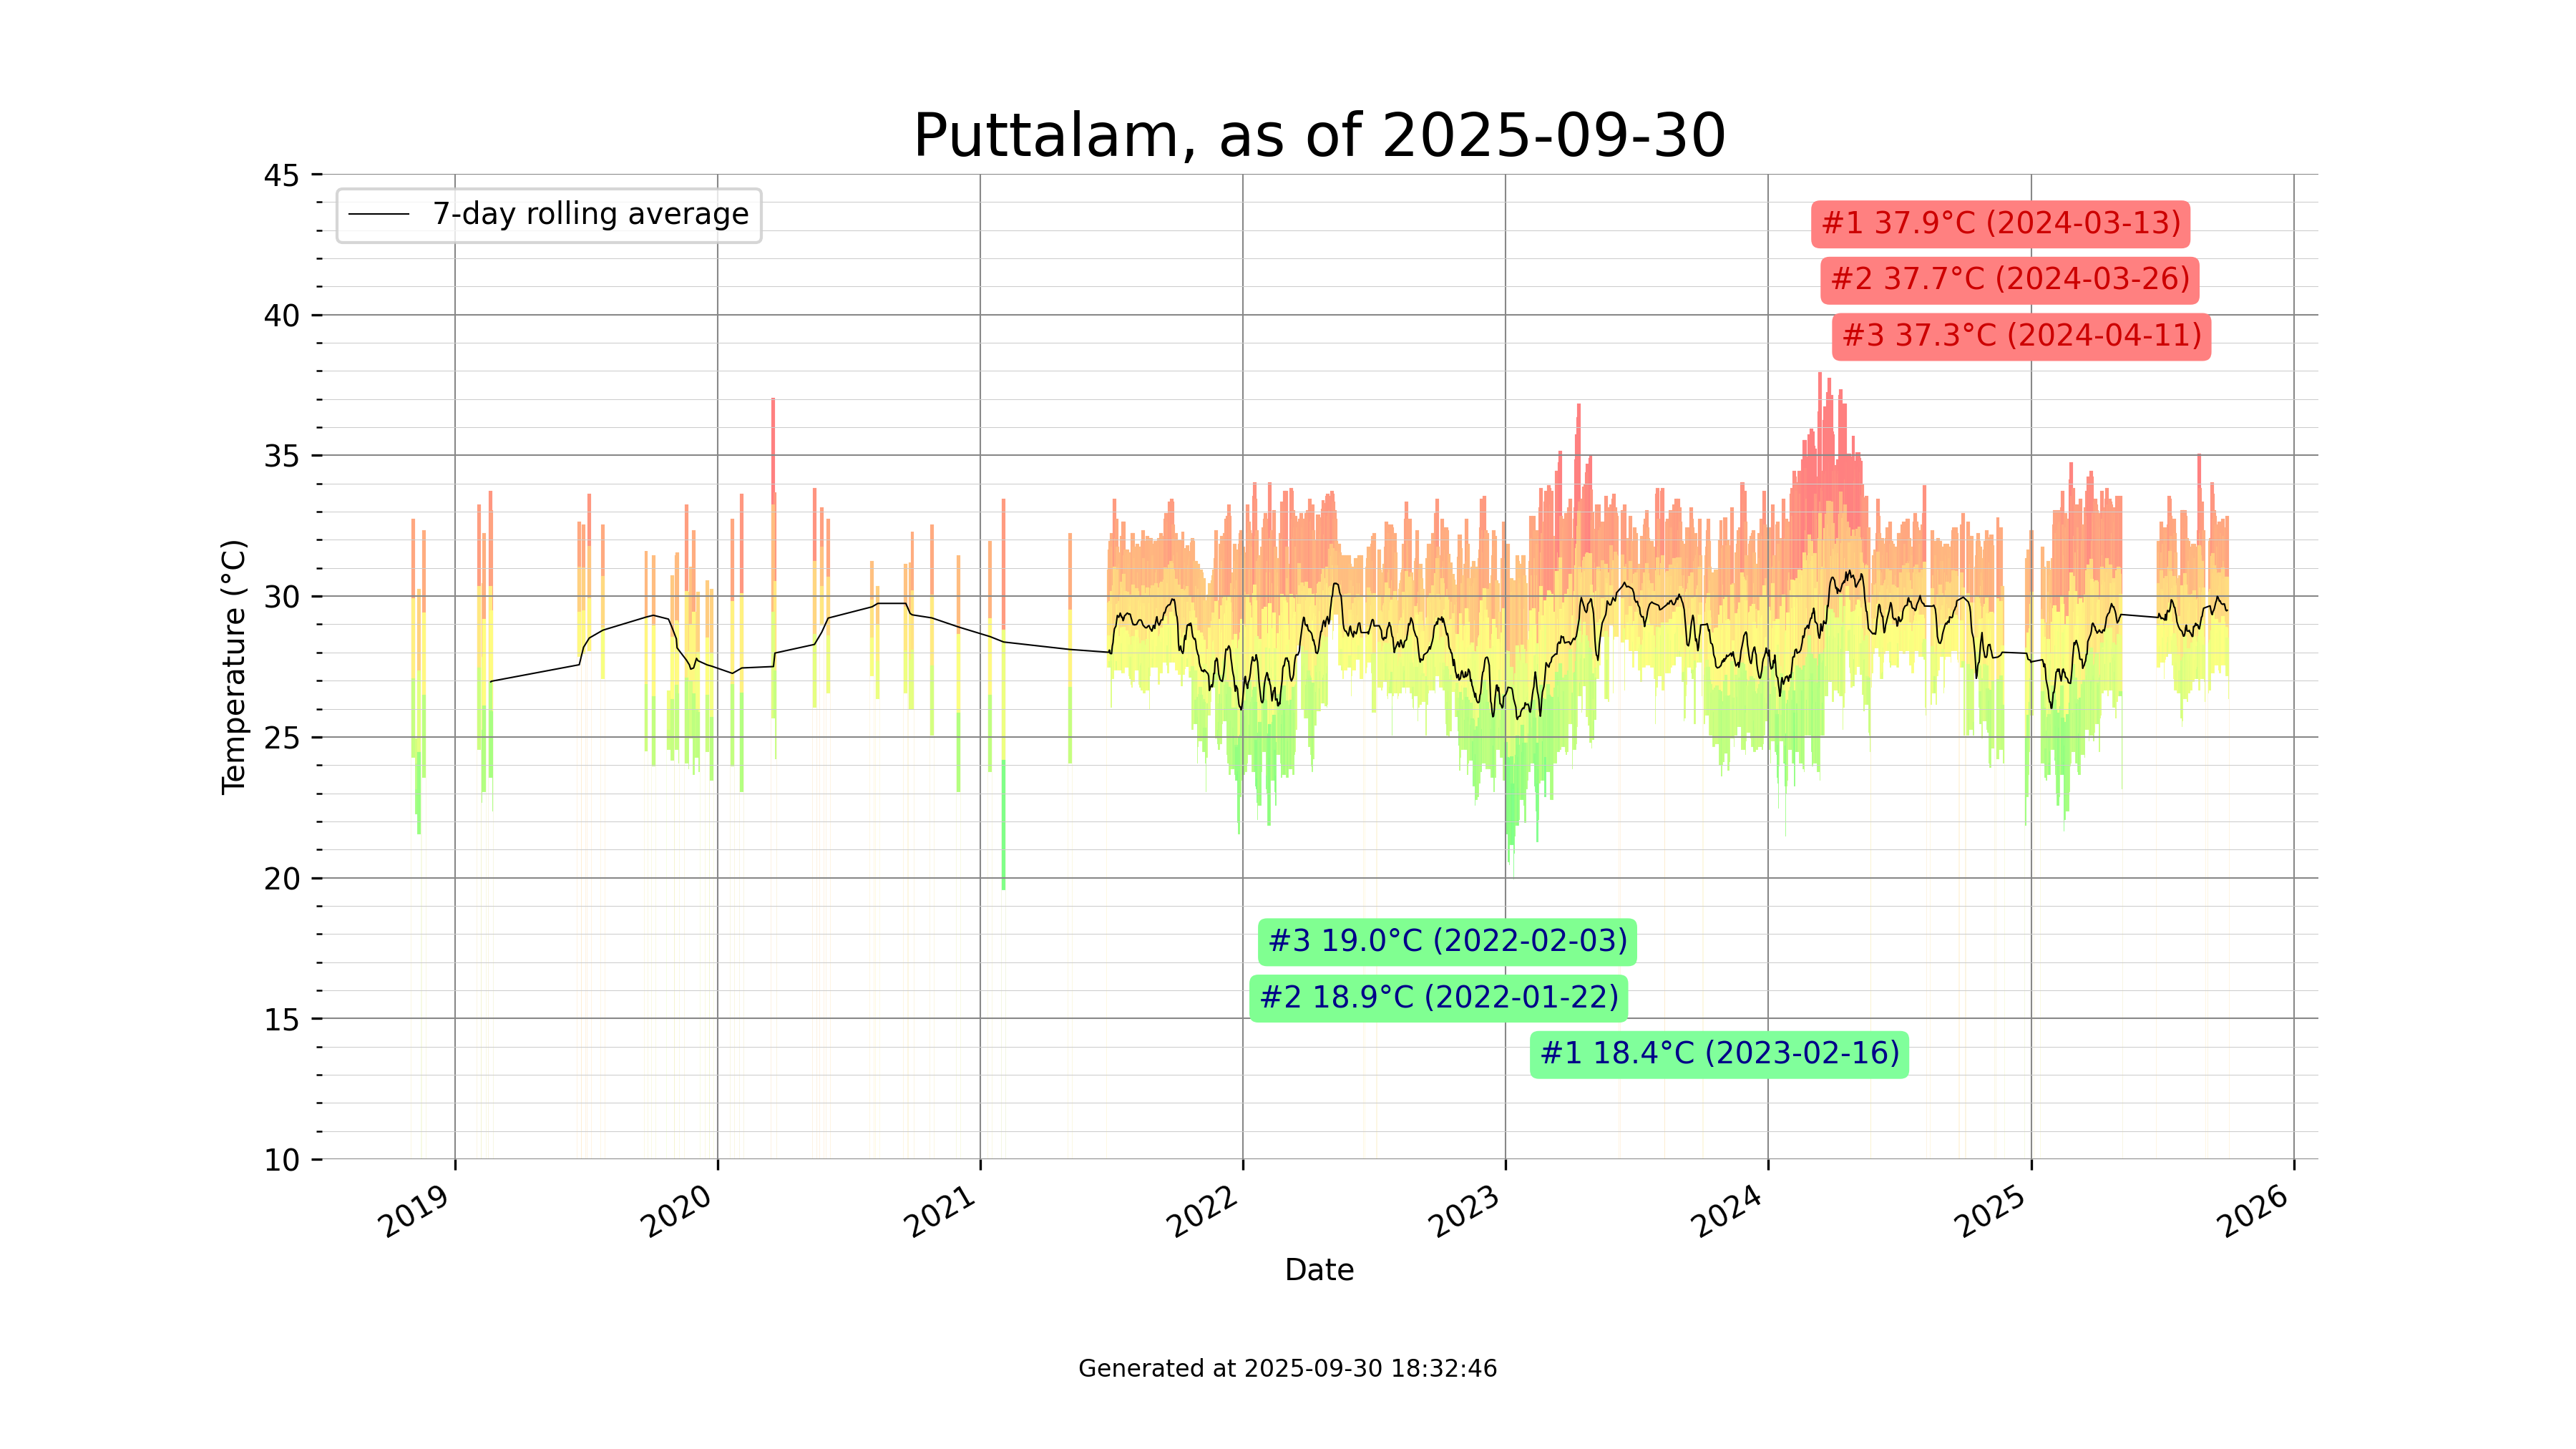 Puttalam, as of 2025-09-30
45
40
35
30
25
20
15
10
Temperature (°C)
7-day rolling average
#1 37.9°C (2024-03-13)
#2 37.7°C (2024-03-26)
#3 37.3°C (2024-04-11)
#3 19.0°C (2022-02-03)
#2 18.9°C (2022-01-22)
#1 18.4°C (2023-02-16)
2019
2020
2021
2022
2023
2024
2025
2026
Date
Generated at 2025-09-30 18:32:46